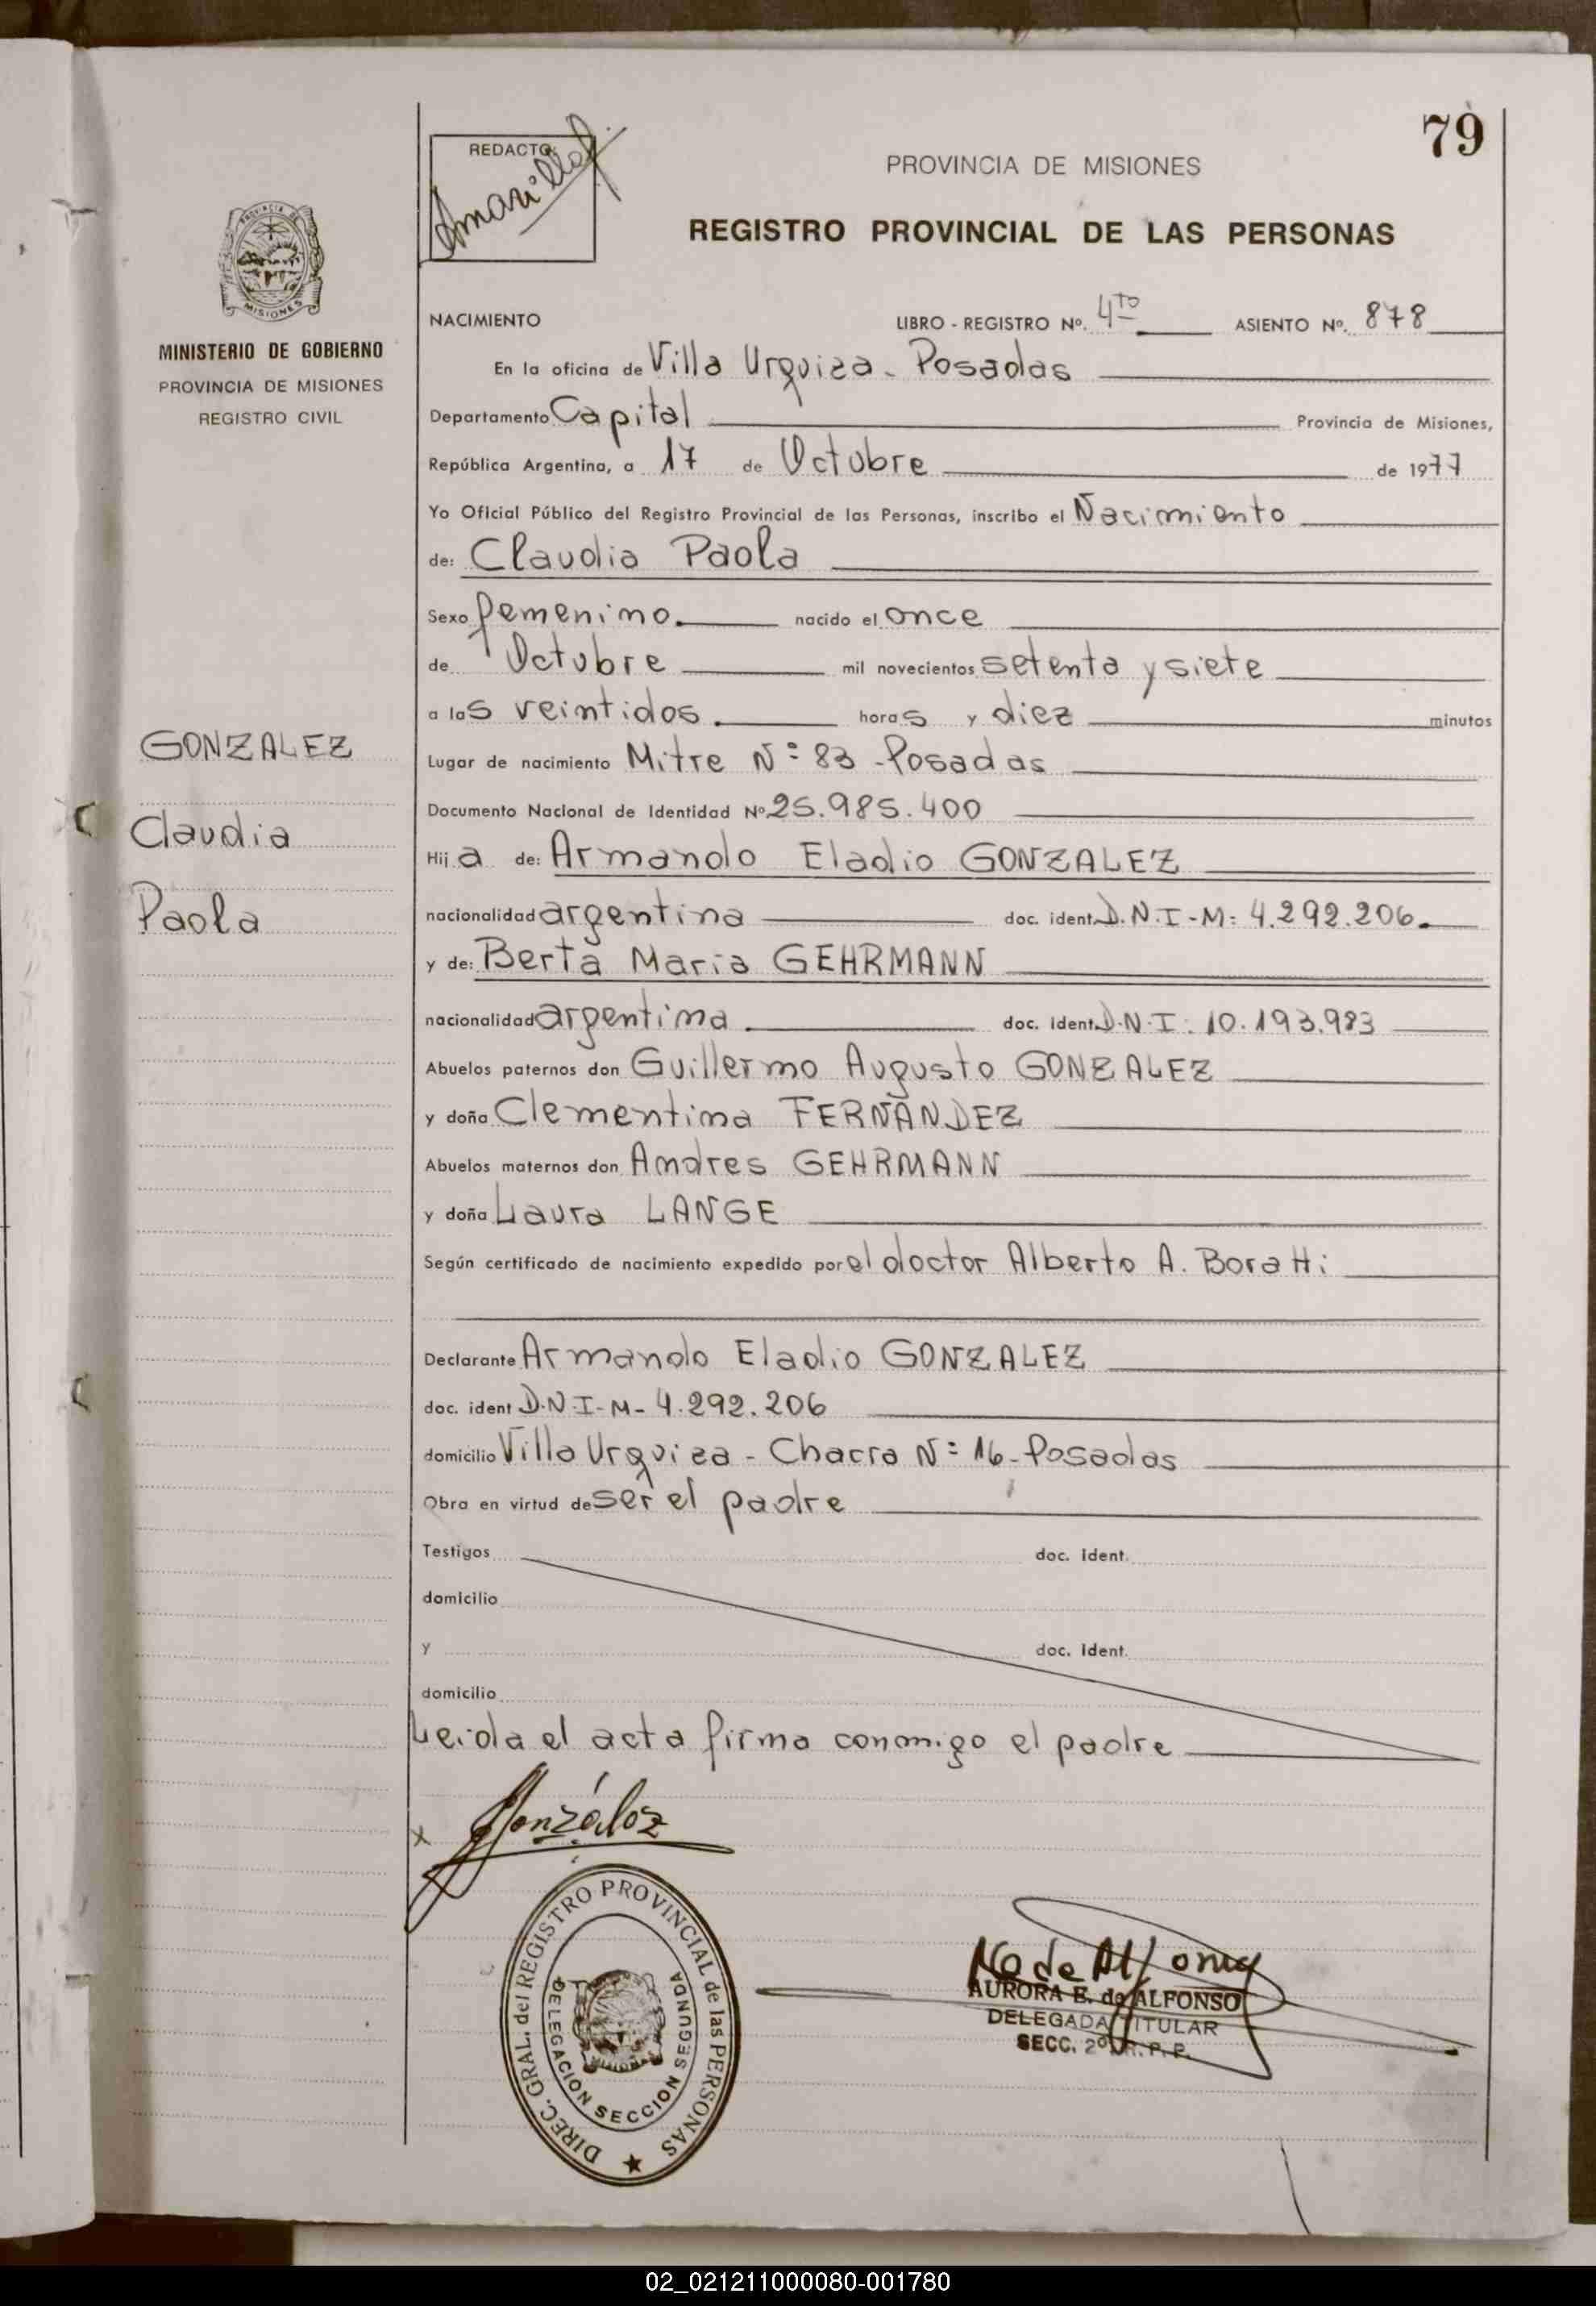 79
REDACTO:
Amarilla
PROVINCIA DE MISIONES
REGISTRO PROVINCIAL DE LAS PERSONAS
PROVINCIA DE
MISIONES
MINISTERIO DE GOBIERNO
PROVINCIA DE MISIONES
REGISTRO CIVIL
GONZALEZ
Claudia
Paola
NACIMIENTO LIBRO - REGISTRO Nº. 4to ASIENTO Nº. 878
En la oficina de Villa Urquiza - Posadas
Departamento Capital Provincia de Misiones,
República Argentina, a 17 de Octubre de 1977
Yo Oficial Público del Registro Provincial de las Personas, inscribo el Nacimiento
de: Claudia Paola
Sexo femenino. nacido el once
de Octubre mil novecientos setenta y siete
a las veintidos. horas y diez minutos
Lugar de nacimiento Mitre Nº 83 - Posadas
Documento Nacional de Identidad Nº 25.985.400
Hija de: Armando Eladio GONZALEZ
nacionalidad argentina doc. ident. D.N.I-M: 4.292.206.
y de: Berta Maria GEHRMANN
nacionalidad argentina. doc. ident. D.N.I: 10.193.983
Abuelos paternos don Guillermo Augusto GONZALEZ
y doña Clementina FERNÁNDEZ
Abuelos maternos don Andres GEHRMANN
y doña Laura LANGE
Según certificado de nacimiento expedido por el doctor Alberto A. Boratti
Declarante Armando Eladio GONZALEZ
doc. ident D.N.I-M- 4.292.206
domicilio Villa Urquiza - Chacra Nº 16 - Posadas
Obra en virtud de ser el padre
Testigos doc. ident.
domicilio
y doc. ident.
domicilio
Leida el acta firma conmigo el padre
x González
DIREC. GRAL. del REGISTRO PROVINCIAL de las PERSONAS
DELEGACION SECCION SEGUNDA
MISIONES
AURORA E. de ALFONSO
DELEGADA TITULAR
SECC. 2º R. P. P.
02_021211000080-001780